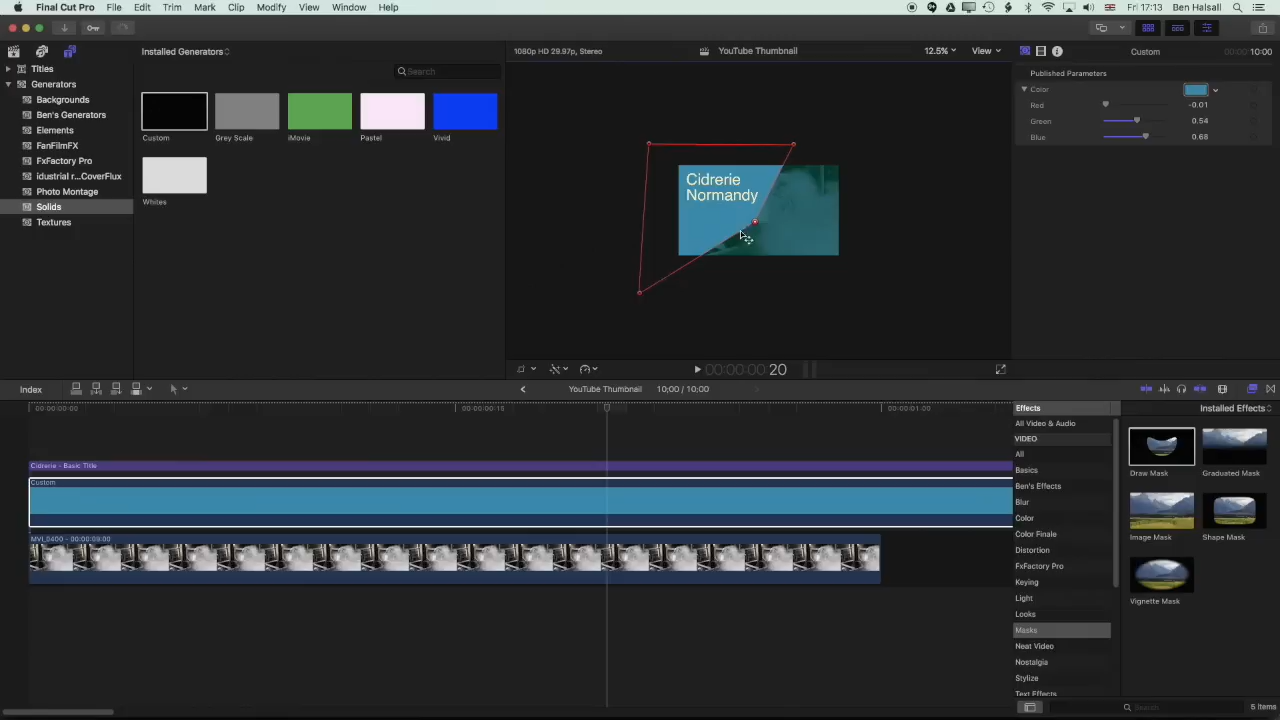 Final Cut Pro File Edit Trim Mark Clip Modify View Window Help
Fri 17:13 Ben Halsall
Installed Generators
1080p HD 29.97p, Stereo
YouTube Thumbnail
12.5%
View
Custom
10:00
Titles
Generators
Backgrounds
Ben's Generators
Elements
FanFilmFX
FxFactory Pro
idustrial r...CoverFlux
Photo Montage
Solids
Textures
Search
Custom
Grey Scale
iMovie
Pastel
Vivid
Whites
Cidrerie
Normandy
Published Parameters
Color
Red -0.01
Green 0.54
Blue 0.68
00:00:00:00 20
Index
YouTube Thumbnail 10;00 / 10;00
00:00:00:00
00:00:00:15
00:00:01:00
Cidrerie - Basic Title
Custom
MVI_0400 - 00:00:09:00
Effects
Installed Effects
All Video & Audio
VIDEO
All
Basics
Ben's Effects
Blur
Color
Color Finale
Distortion
FxFactory Pro
Keying
Light
Looks
Masks
Neat Video
Nostalgia
Stylize
Text Effects
Draw Mask
Graduated Mask
Image Mask
Shape Mask
Vignette Mask
Search
5 Items